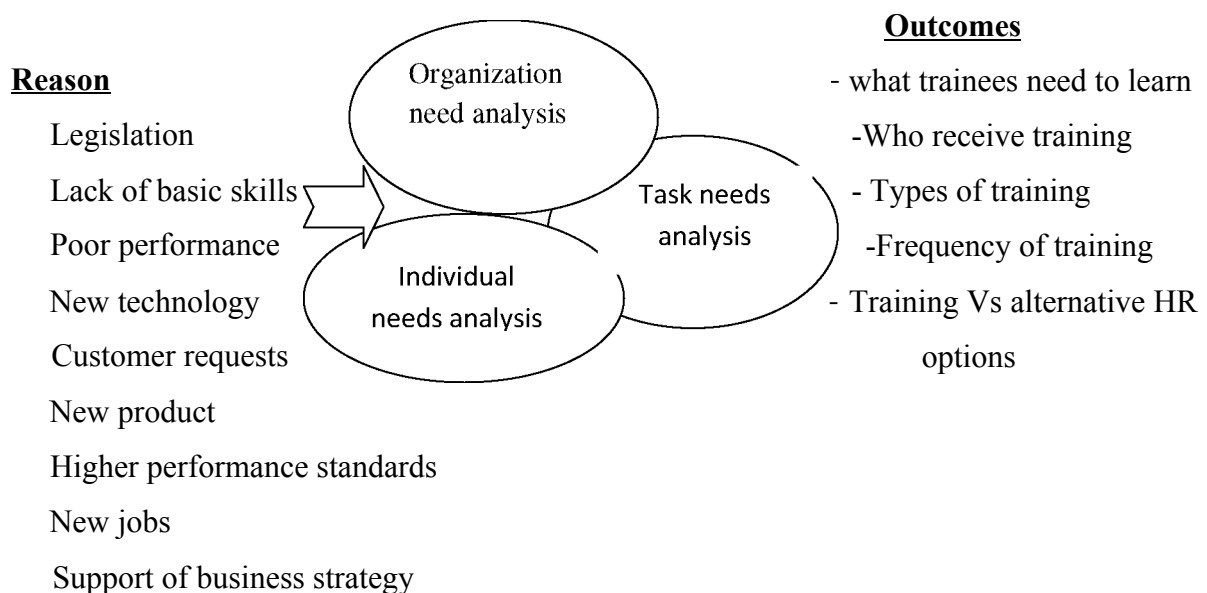 Reason
Legislation
Lack of basic skills
Poor performance
New technology
Customer requests
New product
Higher performance standards
New jobs
Support of business strategy
Organization
need analysis
Task needs
analysis
Individual
needs analysis
Outcomes
- what trainees need to learn
-Who receive training
- Types of training
-Frequency of training
- Training Vs alternative HR
options